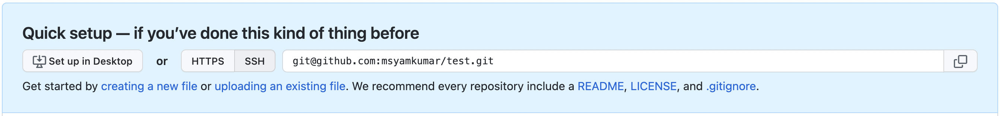 Quick setup — if you’ve done this kind of thing before
Set up in Desktop or HTTPS SSH git@github.com:msyamkumar/test.git
Get started by creating a new file or uploading an existing file. We recommend every repository include a README, LICENSE, and .gitignore.